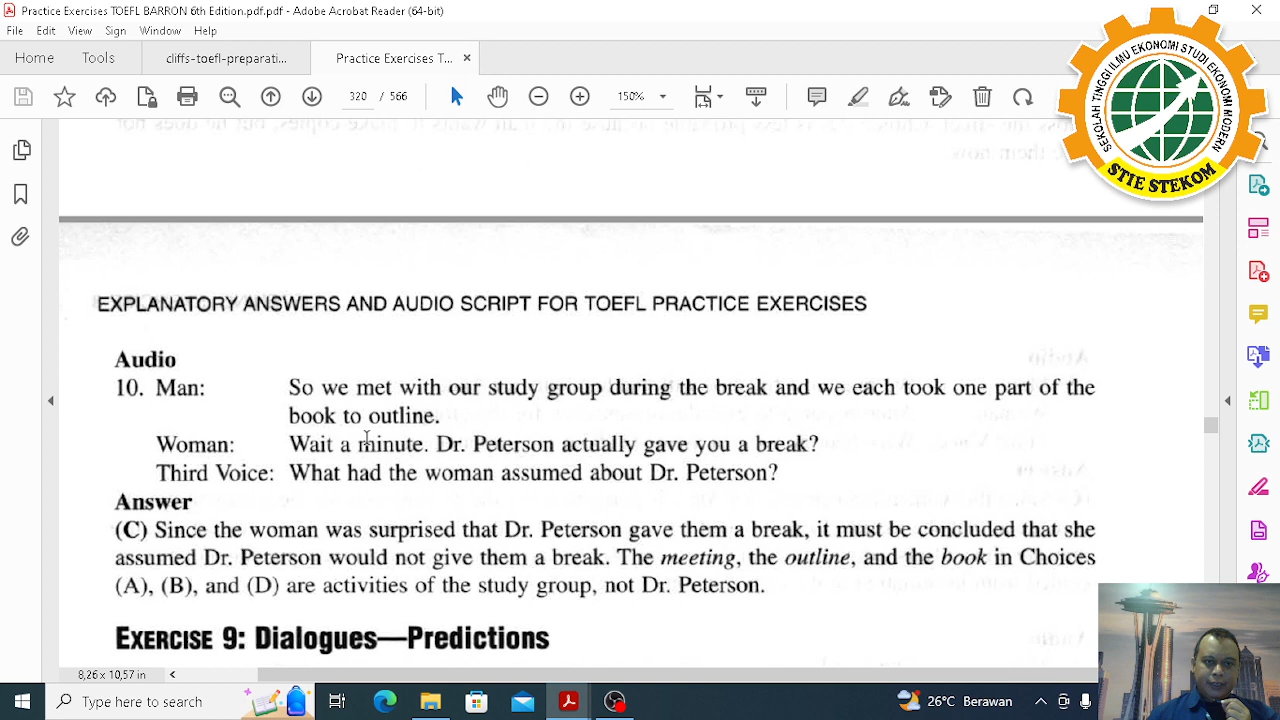 Practice Exercises TOEFL BARRON 6th Edition.pdf.pdf - Adobe Acrobat Reader (64-bit)
File Edit View Sign Window Help
Home Tools cliffs-toefl-preparati... Practice Exercises T... ×
320 / 566 150%
SEKOLAH TINGGI ILMU EKONOMI STUDI EKONOMI MODERN
STIE STEKOM
EXPLANATORY ANSWERS AND AUDIO SCRIPT FOR TOEFL PRACTICE EXERCISES
Audio
10. Man: So we met with our study group during the break and we each took one part of the
book to outline.
Woman: Wait a minute. Dr. Peterson actually gave you a break?
Third Voice: What had the woman assumed about Dr. Peterson?
Answer
(C) Since the woman was surprised that Dr. Peterson gave them a break, it must be concluded that she
assumed Dr. Peterson would not give them a break. The meeting, the outline, and the book in Choices
(A), (B), and (D) are activities of the study group, not Dr. Peterson.
EXERCISE 9: Dialogues—Predictions
8,26 x 10,57 in
Type here to search
26°C Berawan